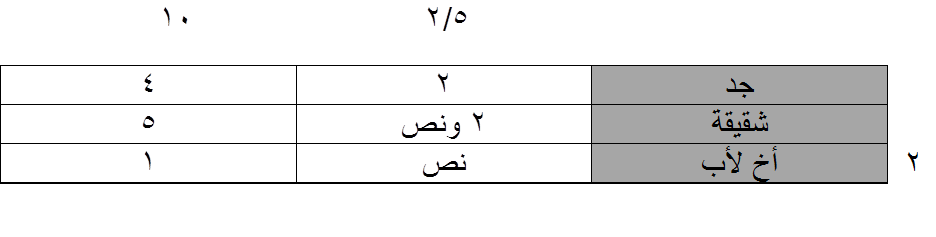 ٢/٥ ١٠
جد ٢ ٤
شقيقة ٢ ونص ٥
٢ أخ لأب نص ١